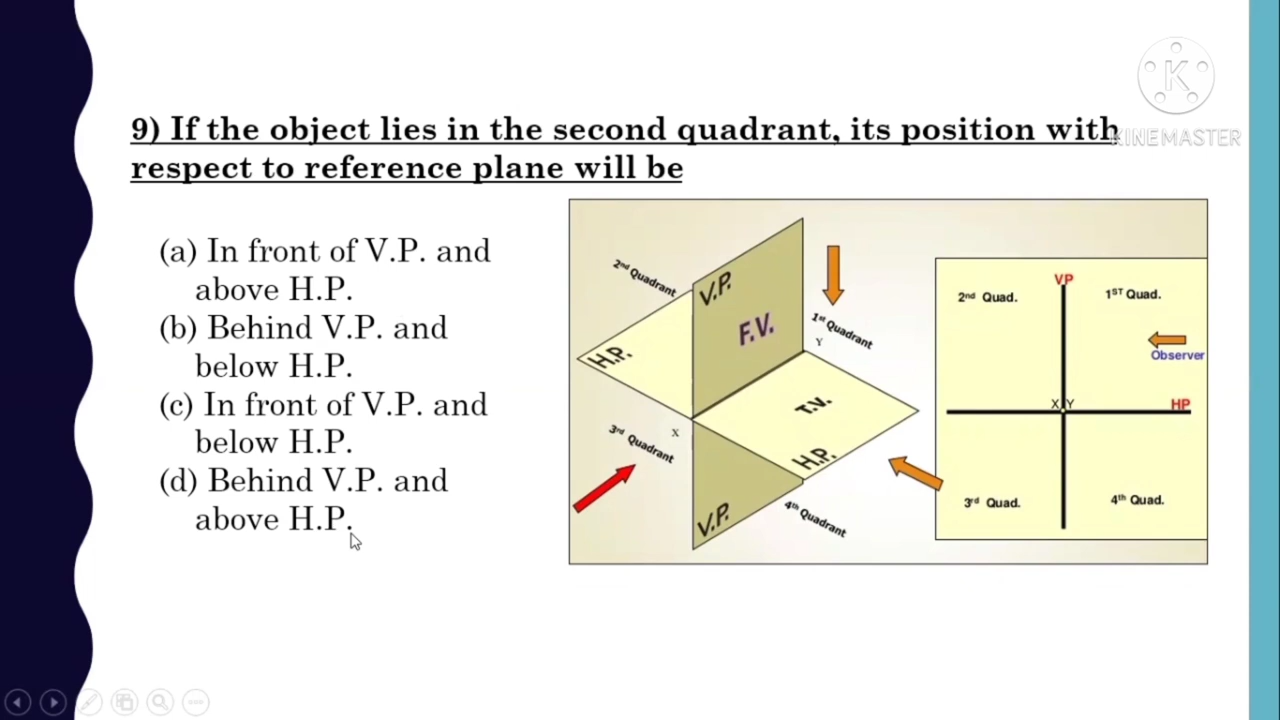 KINEMASTER
9) If the object lies in the second quadrant, its position with
respect to reference plane will be
(a) In front of V.P. and
above H.P.
(b) Behind V.P. and
below H.P.
(c) In front of V.P. and
below H.P.
(d) Behind V.P. and
above H.P.
2nd Quadrant
V.P.
F.V.
1st Quadrant
Y
H.P.
T.V.
X
3rd Quadrant
H.P.
V.P.
4th Quadrant
VP
2nd Quad.
1ST Quad.
Observer
X Y
HP
3rd Quad.
4th Quad.